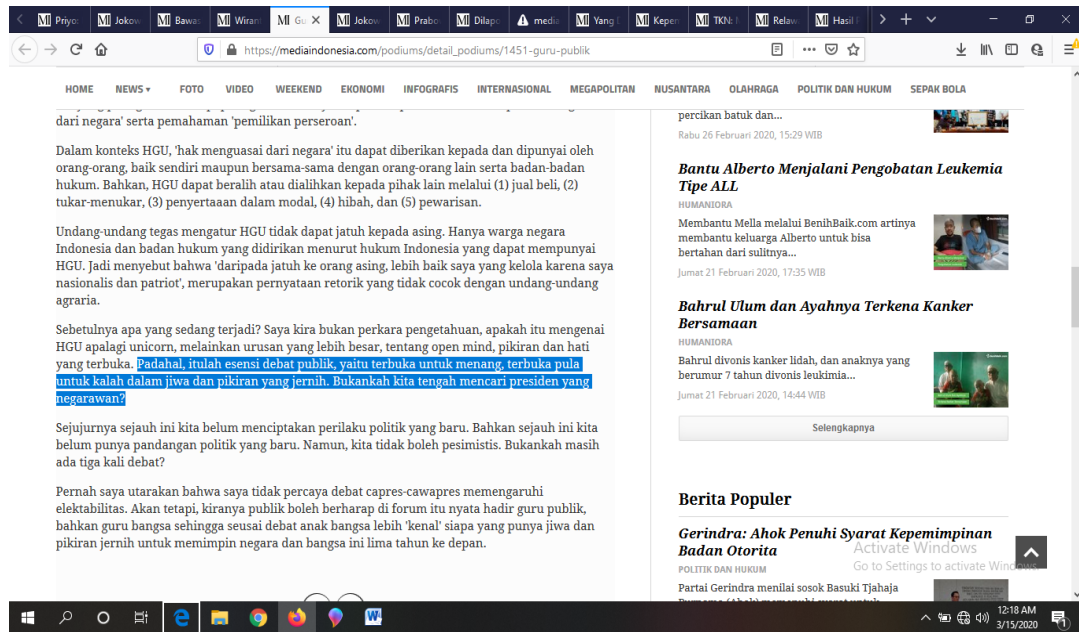 Priyo:
Jokow
Bawas
Wiran
Gu
Jokow
Prabo
Dilapo
media
Yang
Kepen
TKN:
Relaw
Hasil
https://mediaindonesia.com/podiums/detail_podiums/1451-guru-publik
HOME NEWS FOTO VIDEO WEEKEND EKONOMI INFOGRAFIS INTERNASIONAL MEGAPOLITAN NUSANTARA OLAHRAGA POLITIK DAN HUKUM SEPAK BOLA
dari negara' serta pemahaman 'pemilikan perseroan'.
Dalam konteks HGU, 'hak menguasai dari negara' itu dapat diberikan kepada dan dipunyai oleh
orang-orang, baik sendiri maupun bersama-sama dengan orang-orang lain serta badan-badan
hukum. Bahkan, HGU dapat beralih atau dialihkan kepada pihak lain melalui (1) jual beli, (2)
tukar-menukar, (3) penyertaaan dalam modal, (4) hibah, dan (5) pewarisan.
Undang-undang tegas mengatur HGU tidak dapat jatuh kepada asing. Hanya warga negara
Indonesia dan badan hukum yang didirikan menurut hukum Indonesia yang dapat mempunyai
HGU. Jadi menyebut bahwa 'daripada jatuh ke orang asing, lebih baik saya yang kelola karena saya
nasionalis dan patriot', merupakan pernyataan retorik yang tidak cocok dengan undang-undang
agraria.
Sebetulnya apa yang sedang terjadi? Saya kira bukan perkara pengetahuan, apakah itu mengenai
HGU apalagi unicorn, melainkan urusan yang lebih besar, tentang open mind, pikiran dan hati
yang terbuka. Padahal, itulah esensi debat publik, yaitu terbuka untuk menang, terbuka pula
untuk kalah dalam jiwa dan pikiran yang jernih. Bukankah kita tengah mencari presiden yang
negarawan?
Sejujurnya sejauh ini kita belum menciptakan perilaku politik yang baru. Bahkan sejauh ini kita
belum punya pandangan politik yang baru. Namun, kita tidak boleh pesimistis. Bukankah masih
ada tiga kali debat?
Pernah saya utarakan bahwa saya tidak percaya debat capres-cawapres memengaruhi
elektabilitas. Akan tetapi, kiranya publik boleh berharap di forum itu nyata hadir guru publik,
bahkan guru bangsa sehingga seusai debat anak bangsa lebih 'kenal' siapa yang punya jiwa dan
pikiran jernih untuk memimpin negara dan bangsa ini lima tahun ke depan.
percikan batuk dan...
Rabu 26 Februari 2020, 15:29 WIB
Bantu Alberto Menjalani Pengobatan Leukemia
Tipe ALL
HUMANIORA
Membantu Mella melalui BenihBaik.com artinya
membantu keluarga Alberto untuk bisa
bertahan dari sulitnya...
Jumat 21 Februari 2020, 17:35 WIB
Bahrul Ulum dan Ayahnya Terkena Kanker
Bersamaan
HUMANIORA
Bahrul divonis kanker lidah, dan anaknya yang
berumur 7 tahun divonis leukimia...
Jumat 21 Februari 2020, 14:44 WIB
Selengkapnya
Berita Populer
Gerindra: Ahok Penuhi Syarat Kepemimpinan
Badan Otorita
POLITIK DAN HUKUM
Partai Gerindra menilai sosok Basuki Tjahaja
Activate Windows
Go to Settings to activate Windows.
12:18 AM
3/15/2020